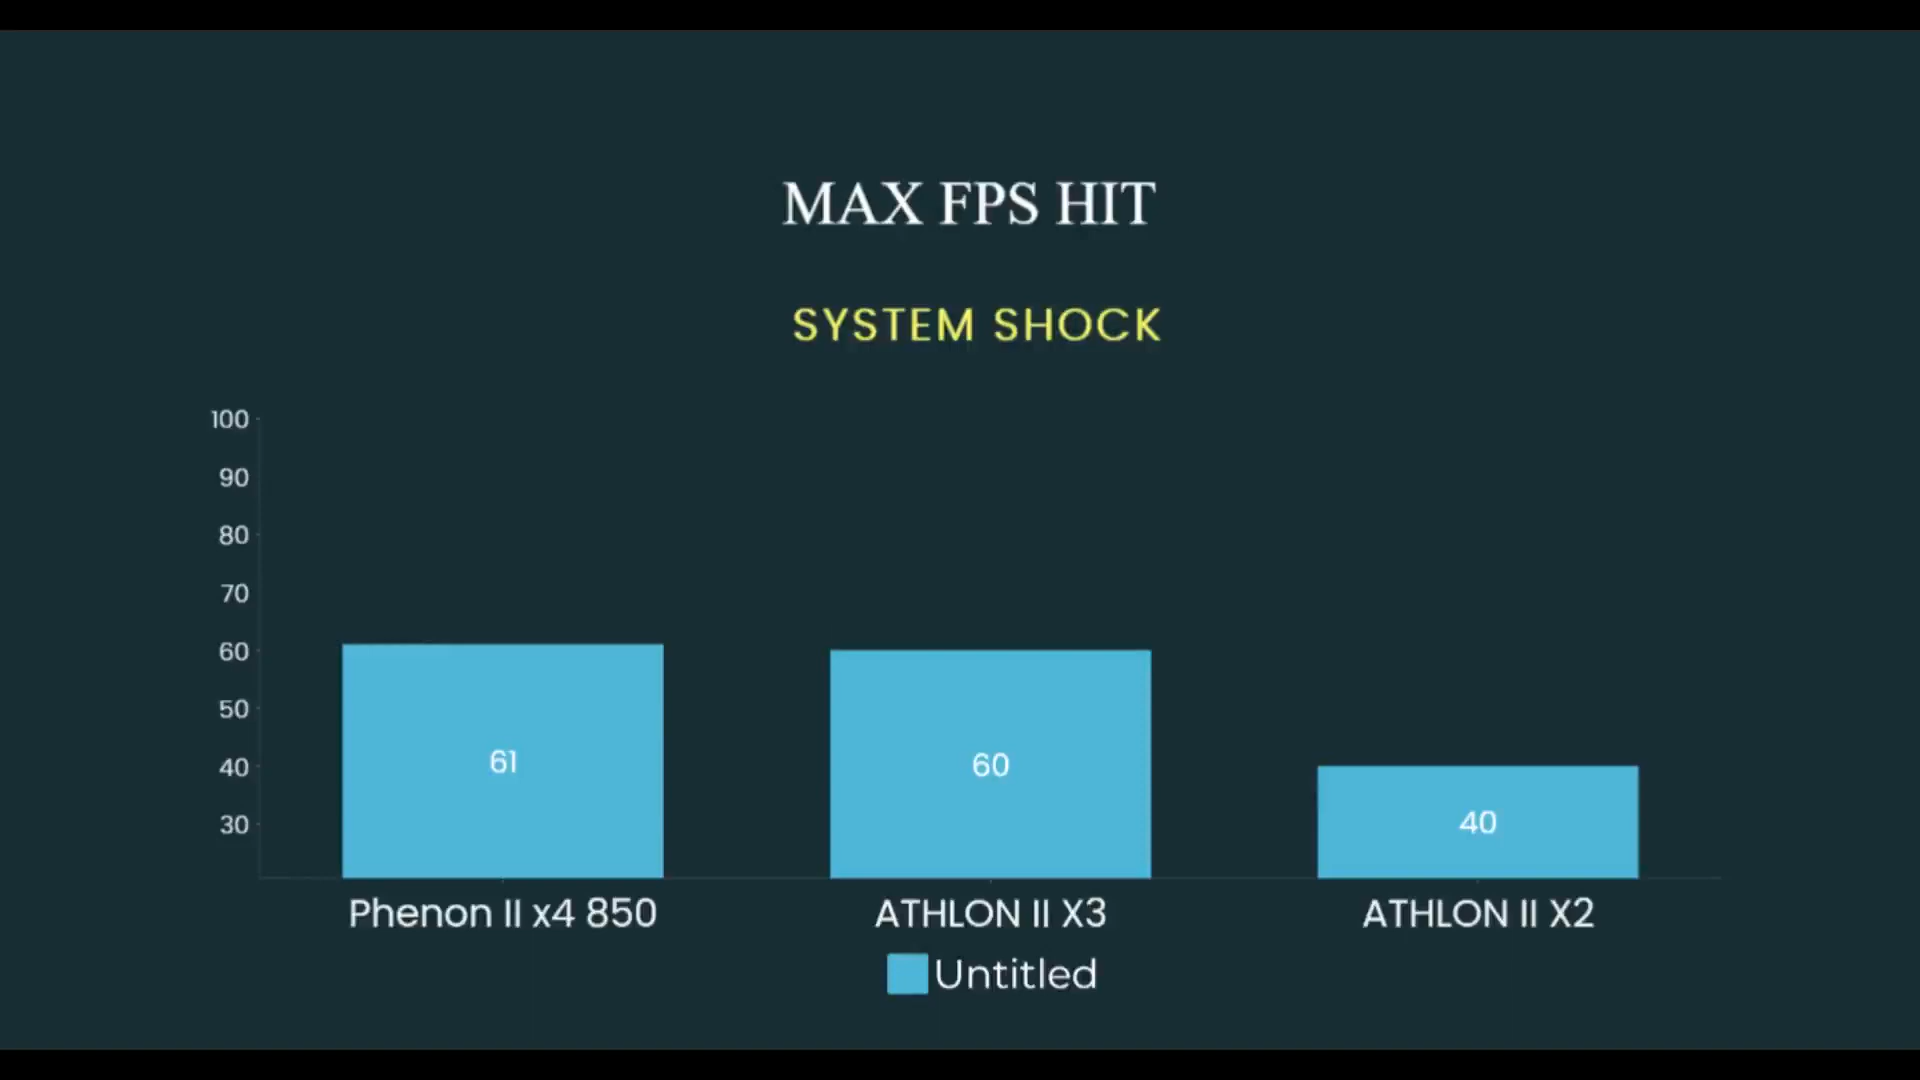 MAX FPS HIT
SYSTEM SHOCK
100
90
80
70
60
50
40
30
61
60
40
Phenon II x4 850
ATHLON II X3
ATHLON II X2
Untitled